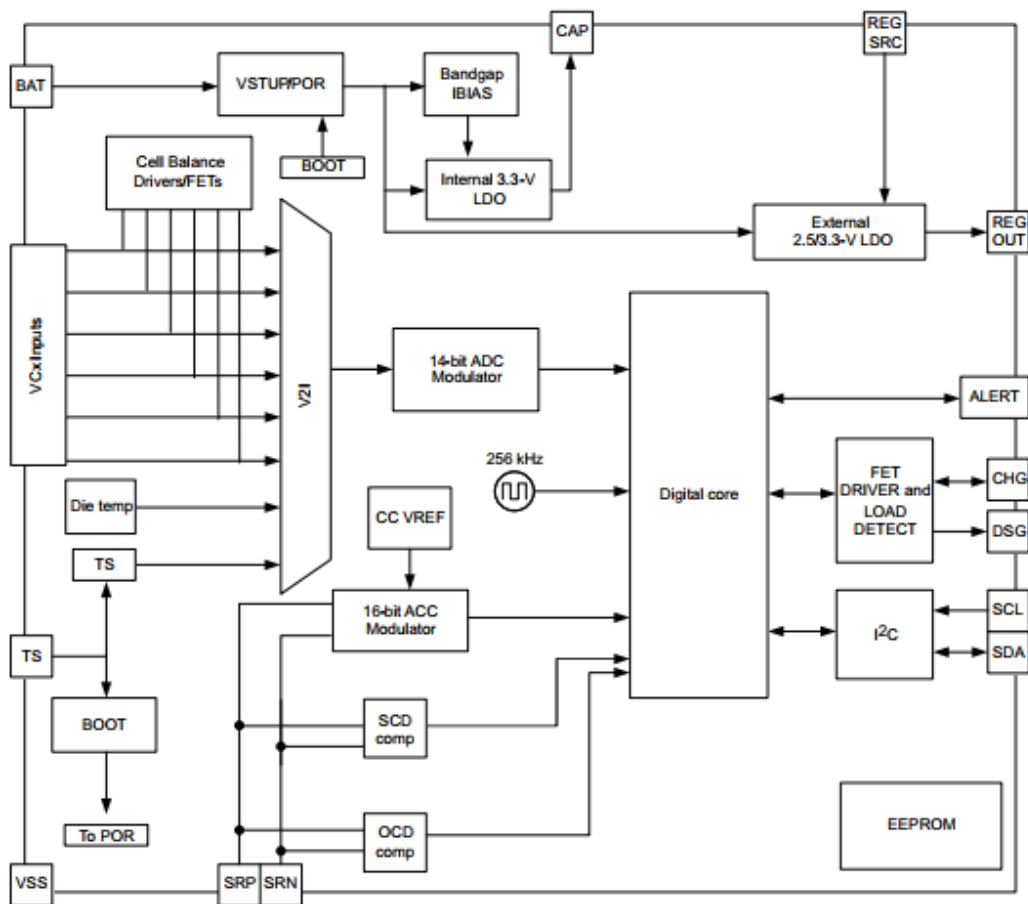 CAP
REG
SRC
BAT
VSTUP/POR
Bandgap
IBIAS
Cell Balance
Drivers/FETs
BOOT
Internal 3.3-V
LDO
External
2.5/3.3-V LDO
REG
OUT
VCx Inputs
V2I
14-bit ADC
Modulator
ALERT
256 kHz
Digital core
FET
DRIVER and
LOAD
DETECT
CHG
DSG
Die temp
CC VREF
TS
16-bit ACC
Modulator
I²C
SCL
SDA
TS
BOOT
SCD
comp
To POR
OCD
comp
EEPROM
VSS
SRP
SRN